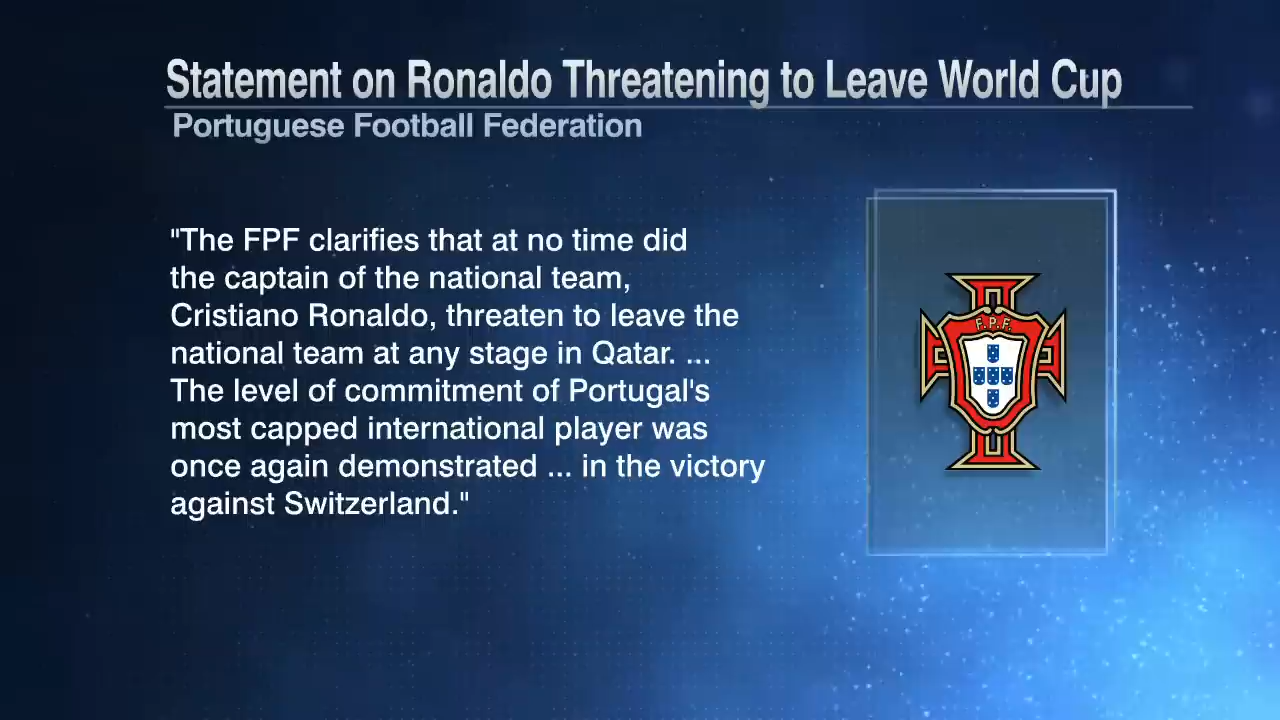 Statement on Ronaldo Threatening to Leave World Cup
Portuguese Football Federation
"The FPF clarifies that at no time did
the captain of the national team,
Cristiano Ronaldo, threaten to leave the
national team at any stage in Qatar. ...
The level of commitment of Portugal's
most capped international player was
once again demonstrated ... in the victory
against Switzerland."
F.P.F.